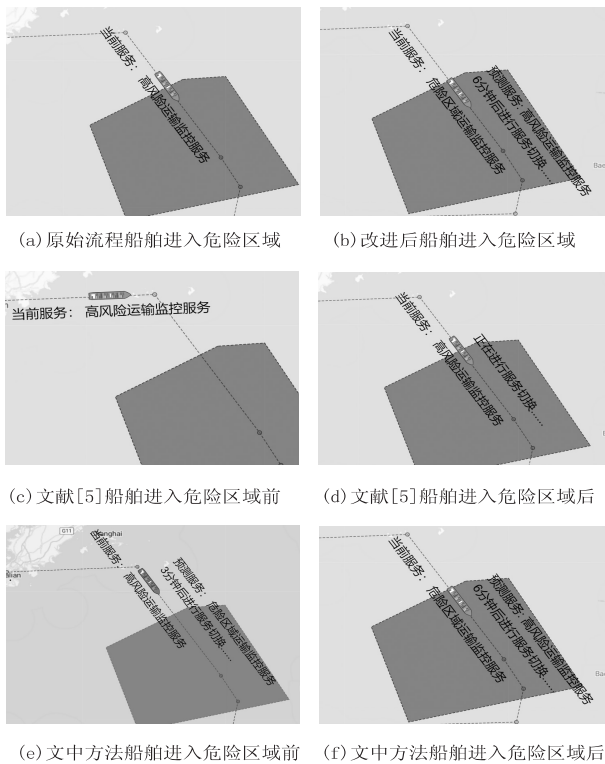 当前服务： 高风险运输监控服务
当前服务： 危险区域运输监控服务
预测服务: 高风险运输监控服务
6分钟后进行服务切换……
Bae
(a)原始流程船舶进入危险区域
(b)改进后船舶进入危险区域
当前服务： 高风险运输监控服务
当前服务： 高风险运输监控服务
正在进行服务切换……
(c)文献[5]船舶进入危险区域前
(d)文献[5]船舶进入危险区域后
G11
当前服务： 高风险运输监控服务
预测服务： 危险区域运输监控服务
3分钟后进行服务切换……
当前服务： 危险区域运输监控服务
预测服务: 高风险运输监控服务
6分钟后进行服务切换……
Bae
(e)文中方法船舶进入危险区域前
(f)文中方法船舶进入危险区域后